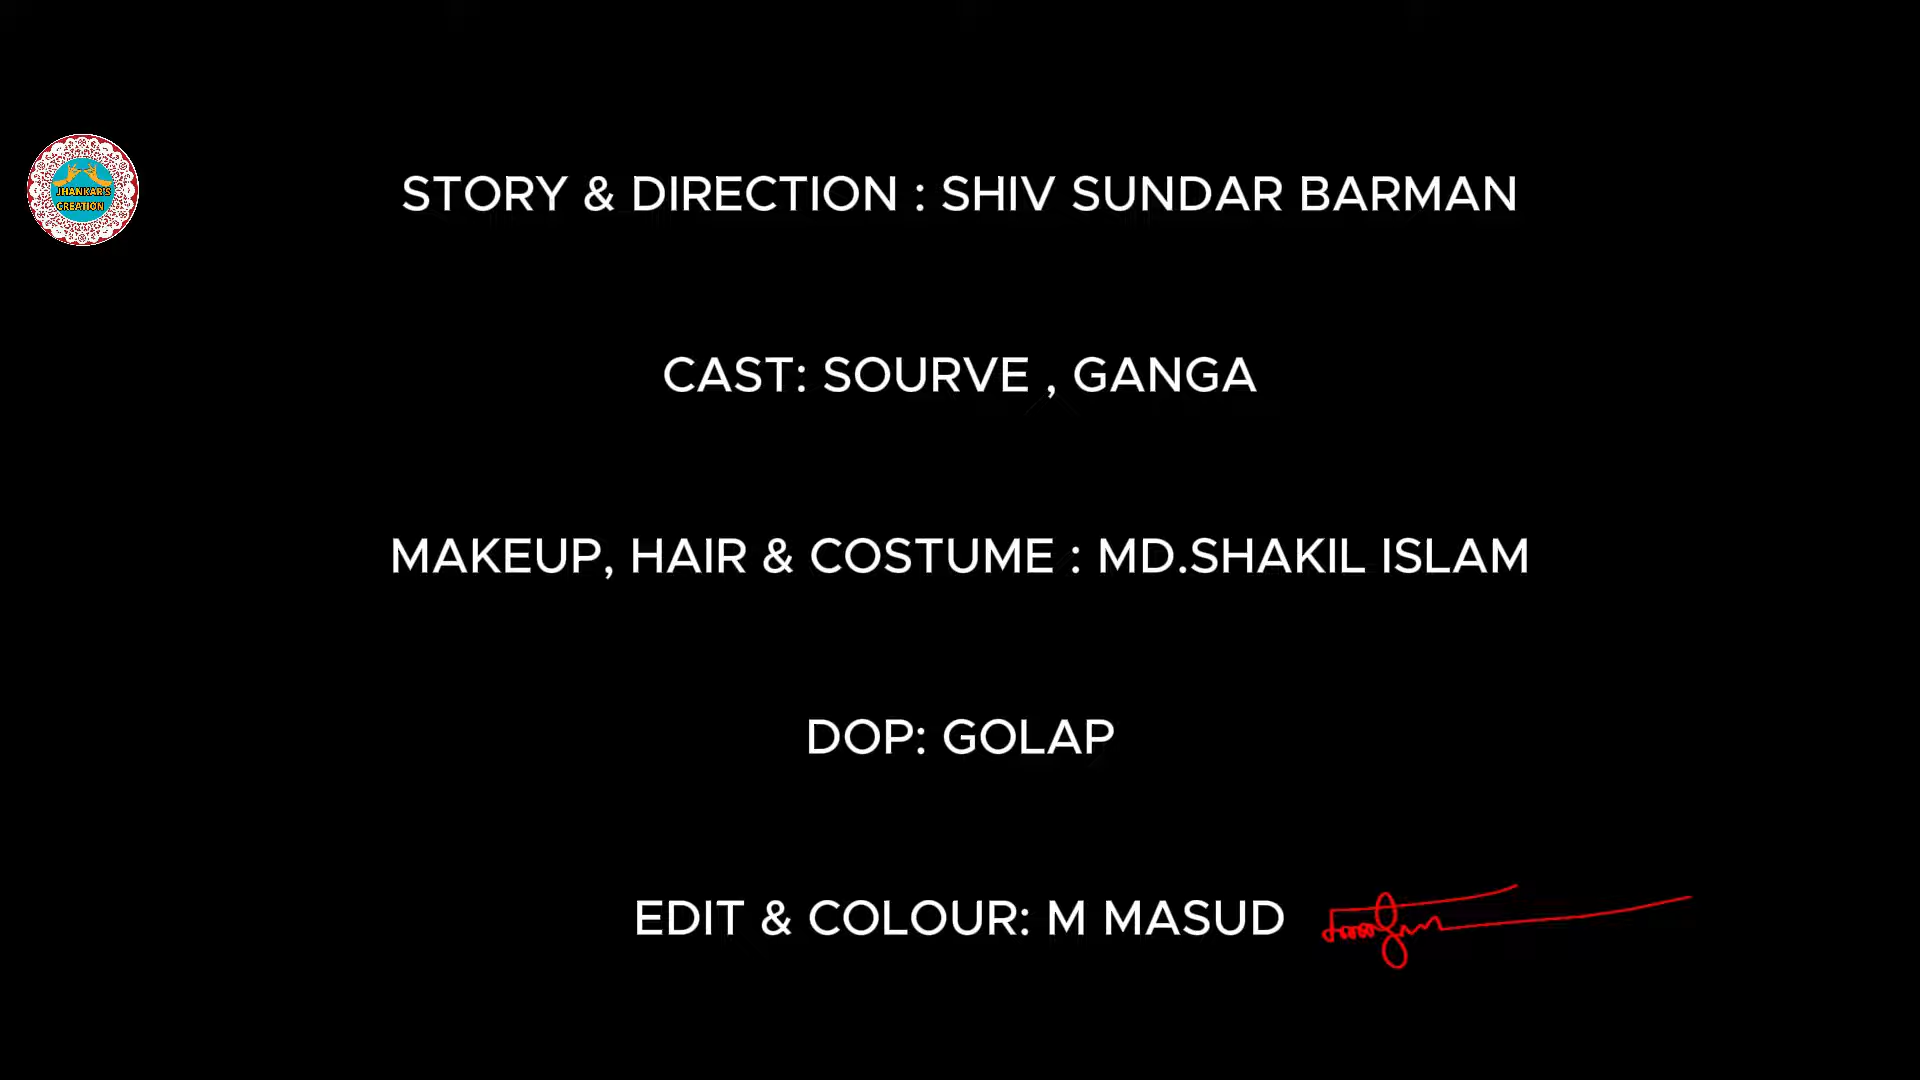 JHANKAR'S
CREATION
STORY & DIRECTION : SHIV SUNDAR BARMAN
CAST: SOURVE , GANGA
MAKEUP, HAIR & COSTUME : MD.SHAKIL ISLAM
DOP: GOLAP
EDIT & COLOUR: M MASUD